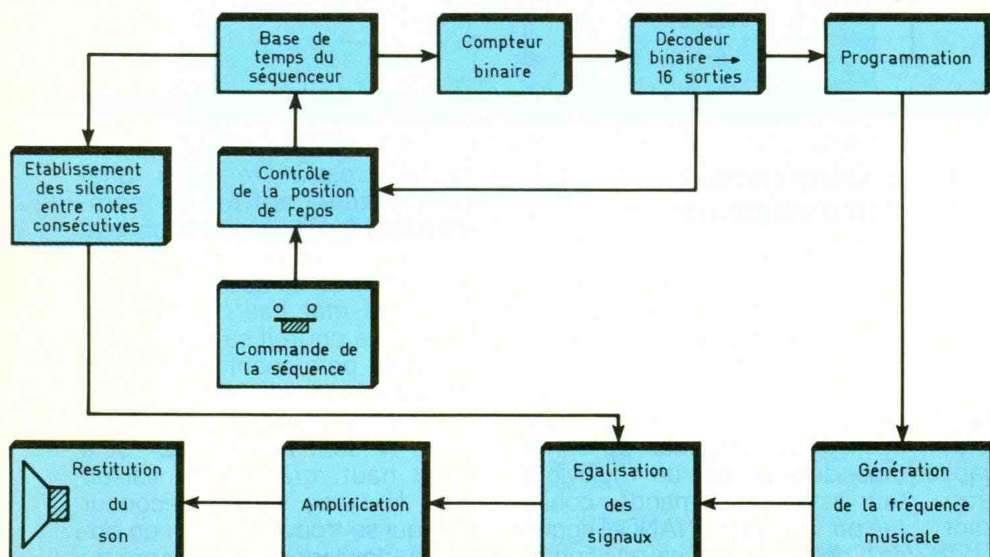 Base de
temps du
séquenceur
Compteur
binaire
Décodeur
binaire →
16 sorties
Programmation
Etablissement
des silences
entre notes
consécutives
Contrôle
de la position
de repos
Commande de
la séquence
Restitution
du
son
Amplification
Egalisation
des
signaux
Génération
de la fréquence
musicale